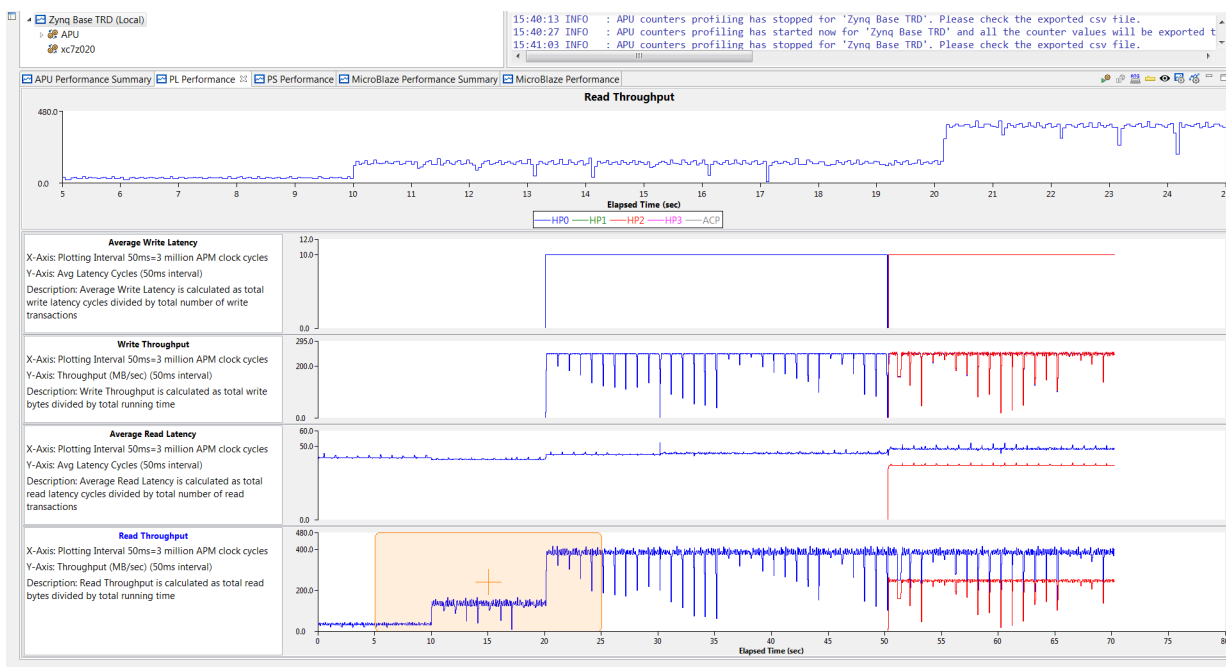 Zynq Base TRD (Local)
APU
xc7z020
15:40:13 INFO : APU counters profiling has stopped for 'Zynq Base TRD'. Please check the exported csv file.
15:40:27 INFO : APU counters profiling has started now for 'Zynq Base TRD' and all the counter values will be exported t
15:41:03 INFO : APU counters profiling has stopped for 'Zynq Base TRD'. Please check the exported csv file.
APU Performance Summary PL Performance PS Performance MicroBlaze Performance Summary MicroBlaze Performance
Read Throughput
480.0
0.0
5 6 7 8 9 10 11 12 13 14 15 16 17 18 19 20 21 22 23 24 25
Elapsed Time (sec)
HP0 HP1 HP2 HP3 ACP
Average Write Latency
X-Axis: Plotting Interval 50ms=3 million APM clock cycles
Y-Axis: Avg Latency Cycles (50ms interval)
Description: Average Write Latency is calculated as total
write latency cycles divided by total number of write
transactions
12.0
10.0
0.0
Write Throughput
X-Axis: Plotting Interval 50ms=3 million APM clock cycles
Y-Axis: Throughput (MB/sec) (50ms interval)
Description: Write Throughput is calculated as total write
bytes divided by total running time
295.0
200.0
0.0
Average Read Latency
X-Axis: Plotting Interval 50ms=3 million APM clock cycles
Y-Axis: Avg Latency Cycles (50ms interval)
Description: Average Read Latency is calculated as total
read latency cycles divided by total number of read
transactions
60.0
50.0
0.0
Read Throughput
X-Axis: Plotting Interval 50ms=3 million APM clock cycles
Y-Axis: Throughput (MB/sec) (50ms interval)
Description: Read Throughput is calculated as total read
bytes divided by total running time
480.0
400.0
200.0
0.0
0 5 10 15 20 25 30 35 40 45 50 55 60 65 70 75 80
Elapsed Time (sec)